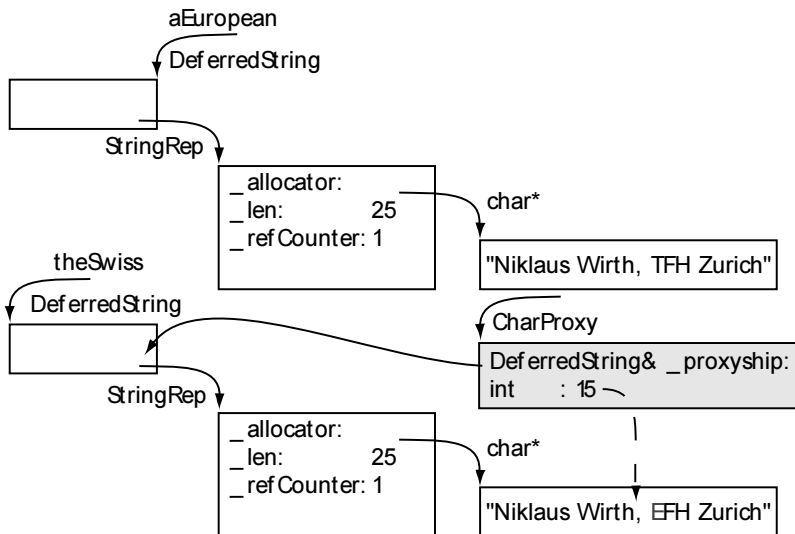 aEuropean
DeferredString
StringRep
_allocator:
_len: 25
_refCounter: 1
char*
"Niklaus Wirth, TFH Zurich"
theSwiss
DeferredString
CharProxy
DeferredString& _proxyship:
int : 15
StringRep
_allocator:
_len: 25
_refCounter: 1
char*
"Niklaus Wirth, EFH Zurich"